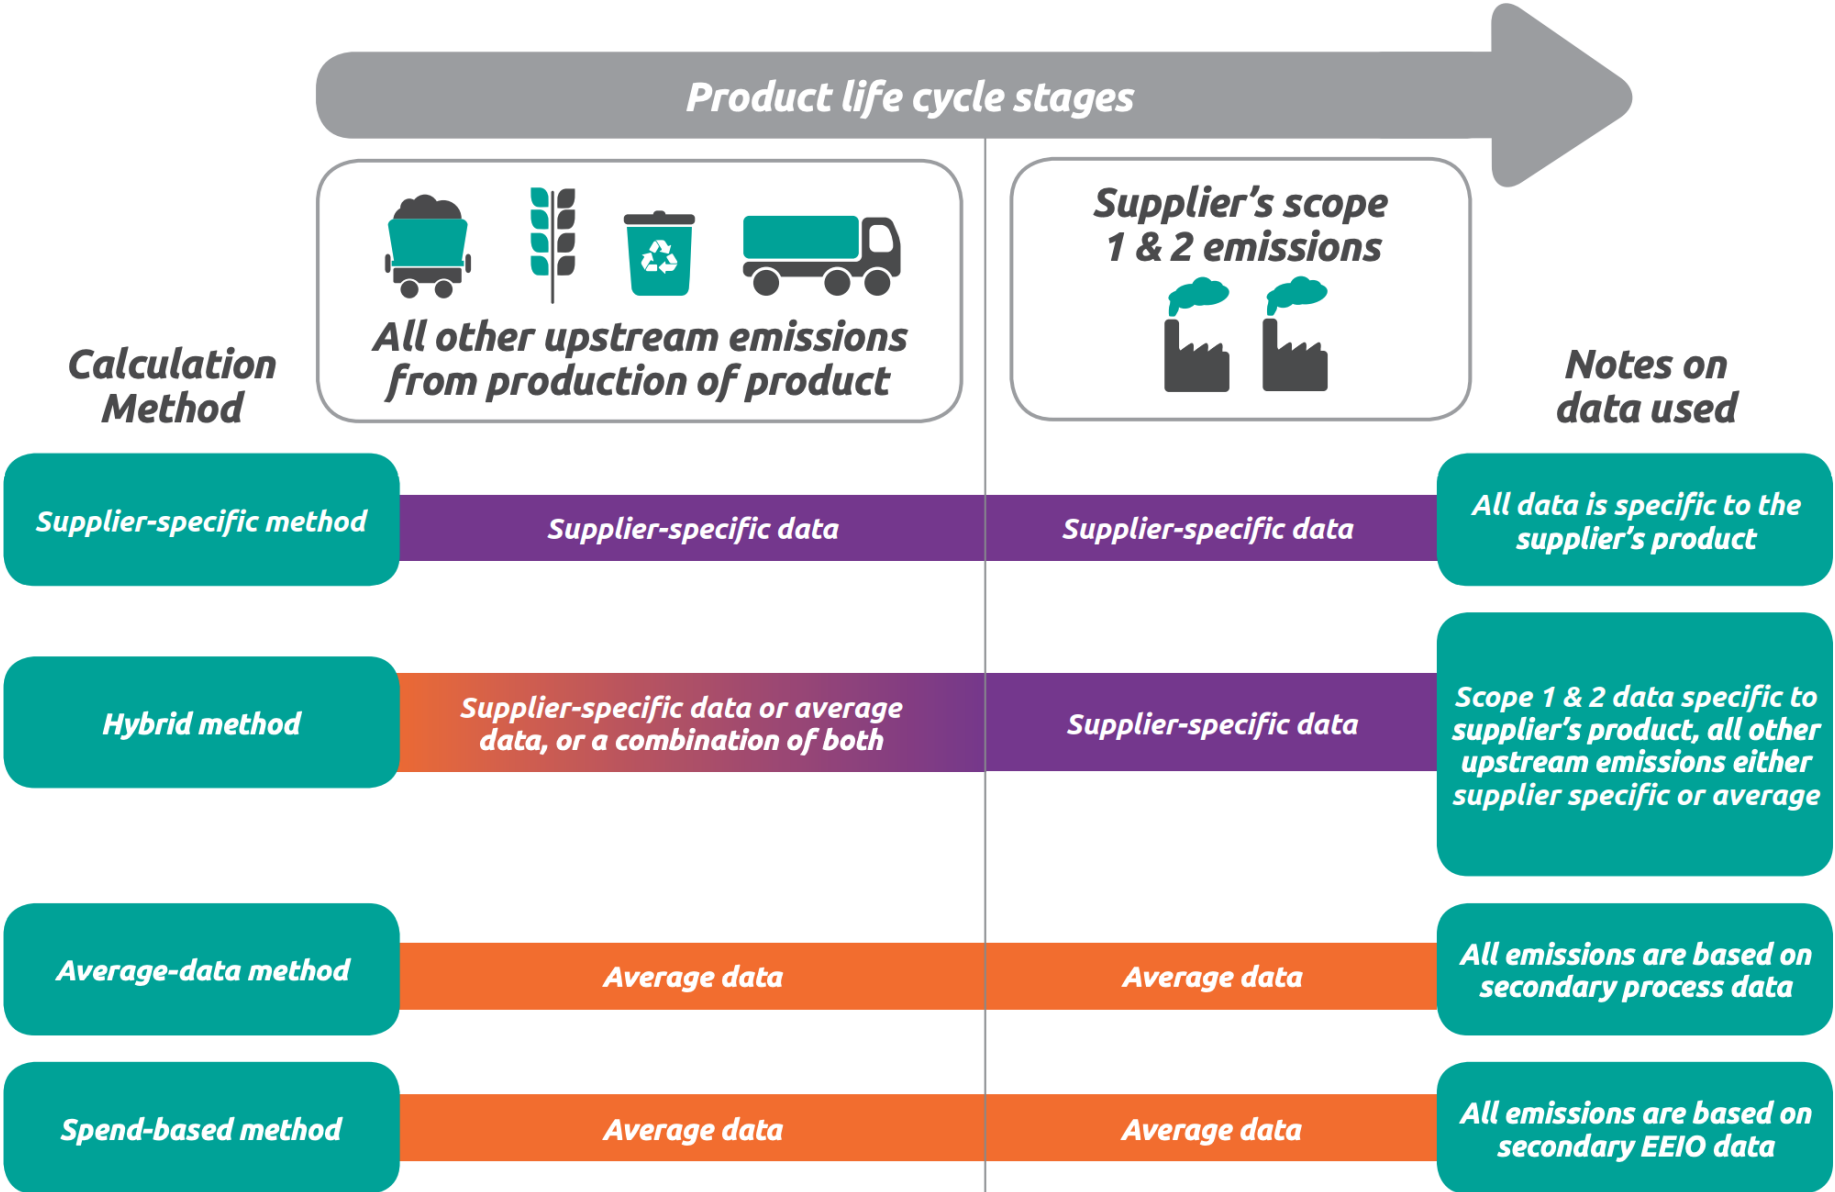 Product life cycle stages
Supplier's scope
1 & 2 emissions
All other upstream emissions
from production of product
Calculation
Method
Notes on
data used
Supplier-specific method
Supplier-specific data
Supplier-specific data
All data is specific to the
supplier's product
Hybrid method
Supplier-specific data or average
data, or a combination of both
Supplier-specific data
Scope 1 & 2 data specific to
supplier's product, all other
upstream emissions either
supplier specific or average
Average-data method
Average data
Average data
All emissions are based on
secondary process data
Spend-based method
Average data
Average data
All emissions are based on
secondary EEIO data